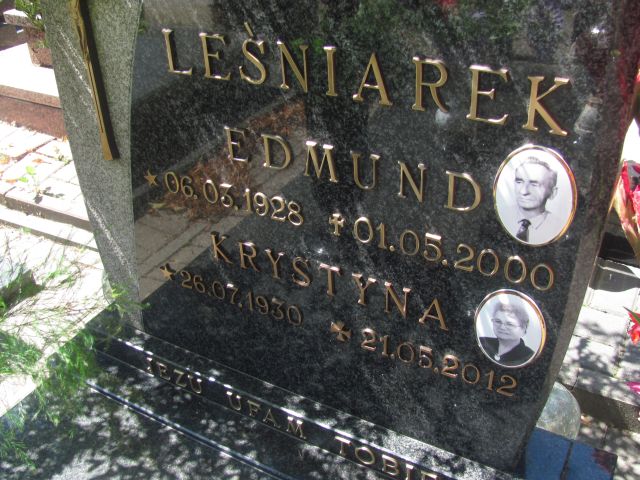 LEŚNIAREK
EDMUND
06.03.1928 01.05.2000
KRYSTYNA
26.07.1930 21.05.2012
JEZU UFAM TOBIE